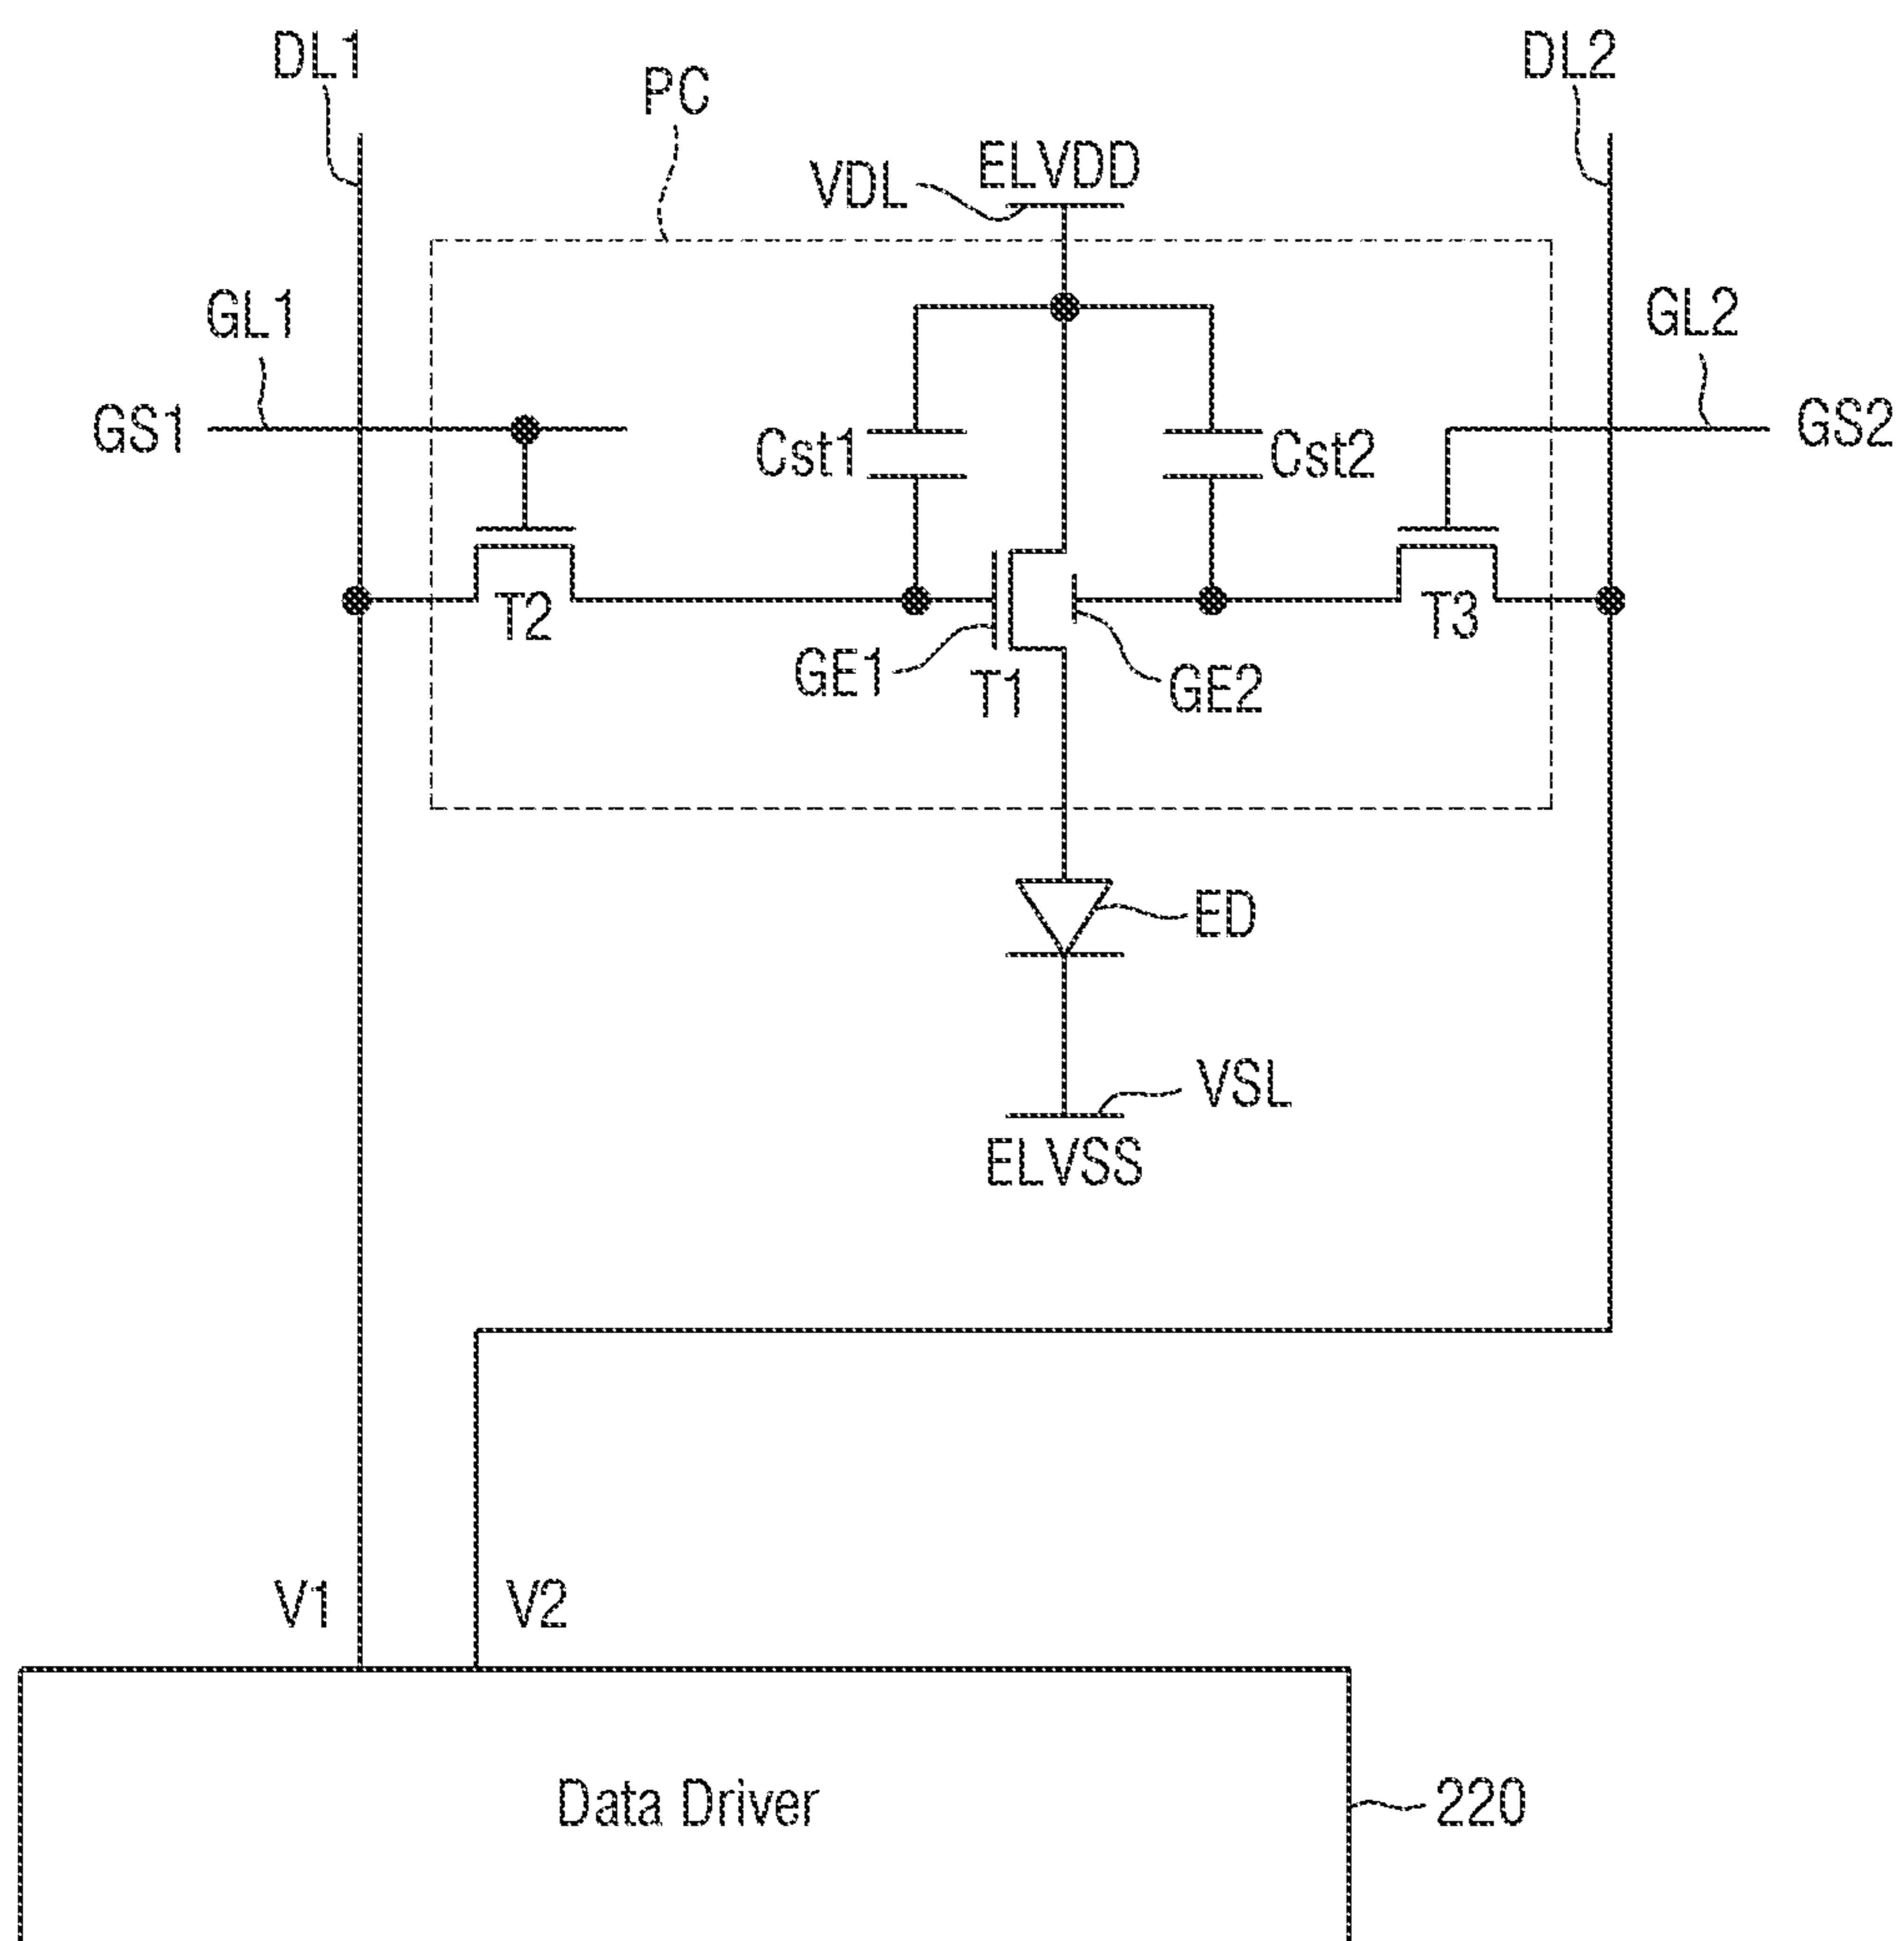 DL1
DL2
PC
ELVDD
VDL
GL1
GL2
GS1
GS2
Cst1
Cst2
T2
T3
GE1
T1
GE2
ED
VSL
ELVSS
V1
V2
Data Driver
220